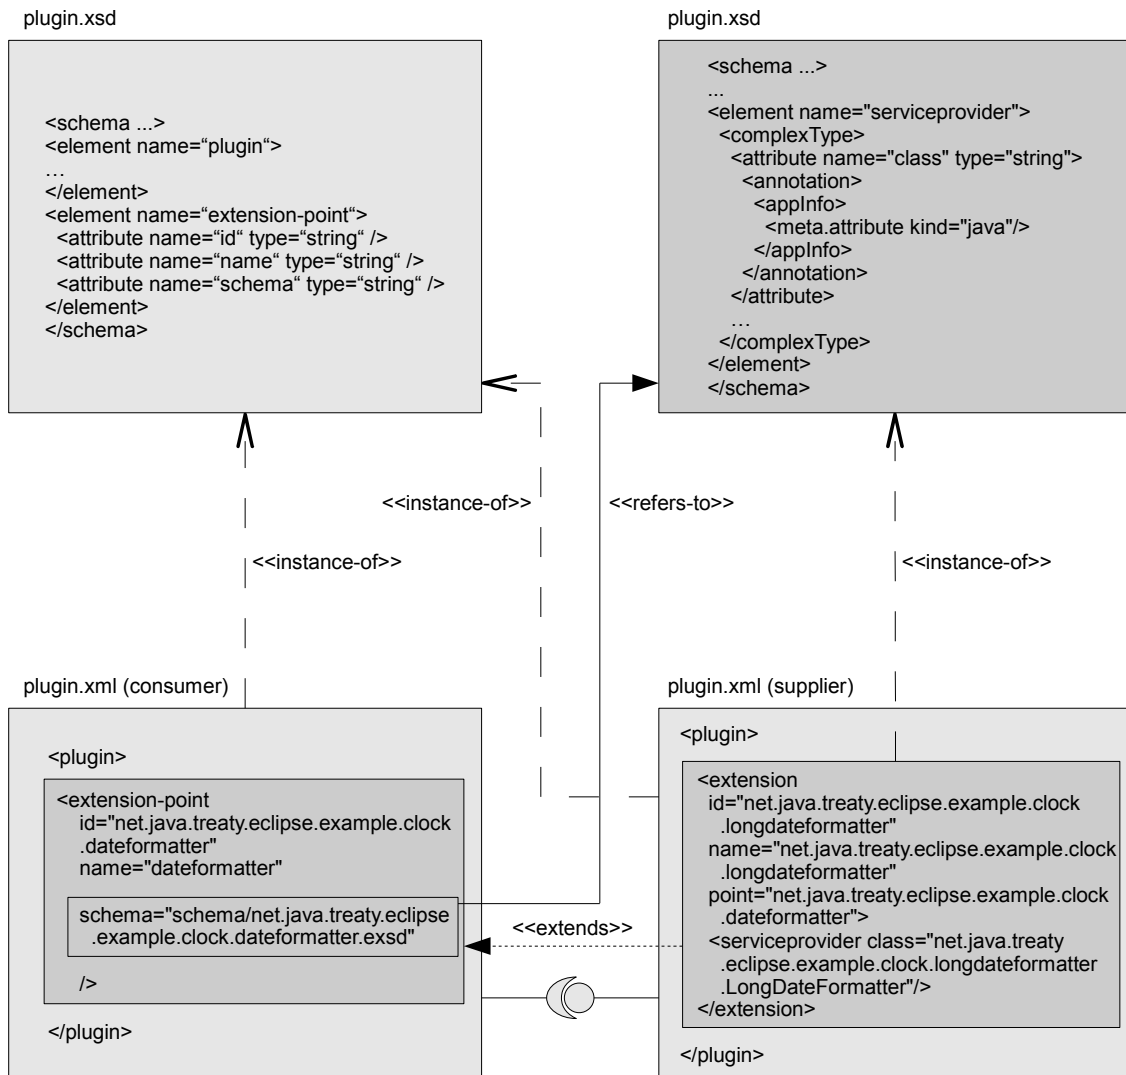 plugin.xsd
<schema ...>
<element name=“plugin“>
…
</element>
<element name=“extension-point“>
<attribute name=“id“ type=“string“ />
<attribute name=“name“ type=“string“ />
<attribute name=“schema“ type=“string“ />
</element>
</schema>
plugin.xsd
<schema ...>
...
<element name="serviceprovider">
<complexType>
<attribute name="class" type="string">
<annotation>
<appInfo>
<meta.attribute kind="java"/>
</appInfo>
</annotation>
</attribute>
…
</complexType>
</element>
</schema>
<<instance-of>>
<<refers-to>>
<<instance-of>>
<<instance-of>>
plugin.xml (consumer)
<plugin>
<extension-point
id="net.java.treaty.eclipse.example.clock
.dateformatter"
name="dateformatter"
schema="schema/net.java.treaty.eclipse
.example.clock.dateformatter.exsd"
/>
</plugin>
<<extends>>
plugin.xml (supplier)
<plugin>
<extension
id="net.java.treaty.eclipse.example.clock
.longdateformatter"
name="net.java.treaty.eclipse.example.clock
.longdateformatter"
point="net.java.treaty.eclipse.example.clock
.dateformatter">
<serviceprovider class="net.java.treaty
.eclipse.example.clock.longdateformatter
.LongDateFormatter"/>
</extension>
</plugin>